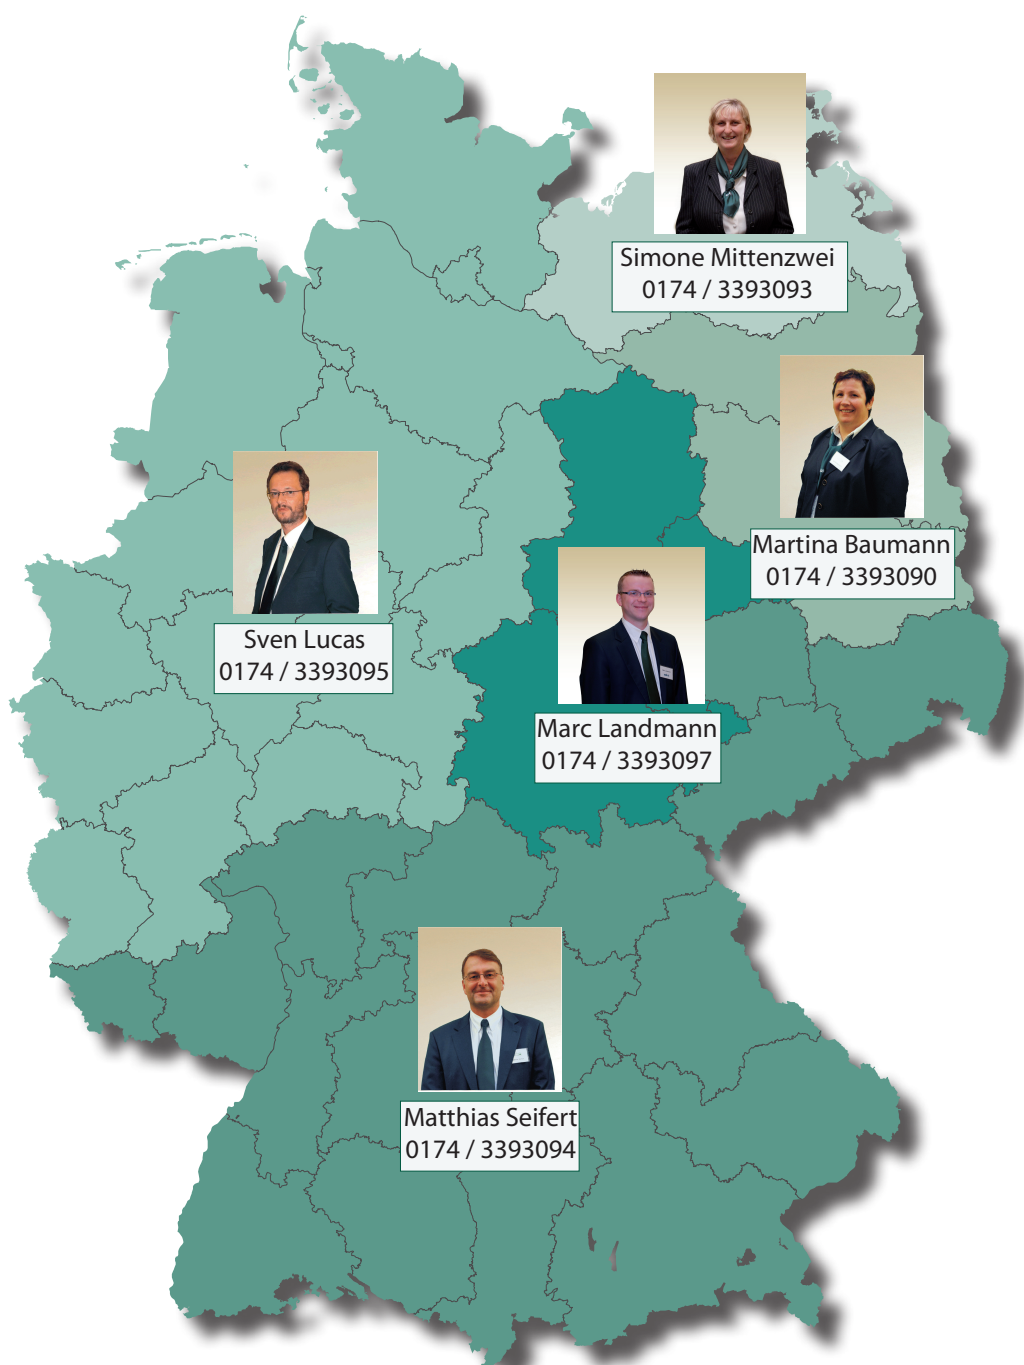 Simone Mittenzwei
0174 / 3393093
Martina Baumann
0174 / 3393090
Sven Lucas
0174 / 3393095
Marc Landmann
0174 / 3393097
Matthias Seifert
0174 / 3393094